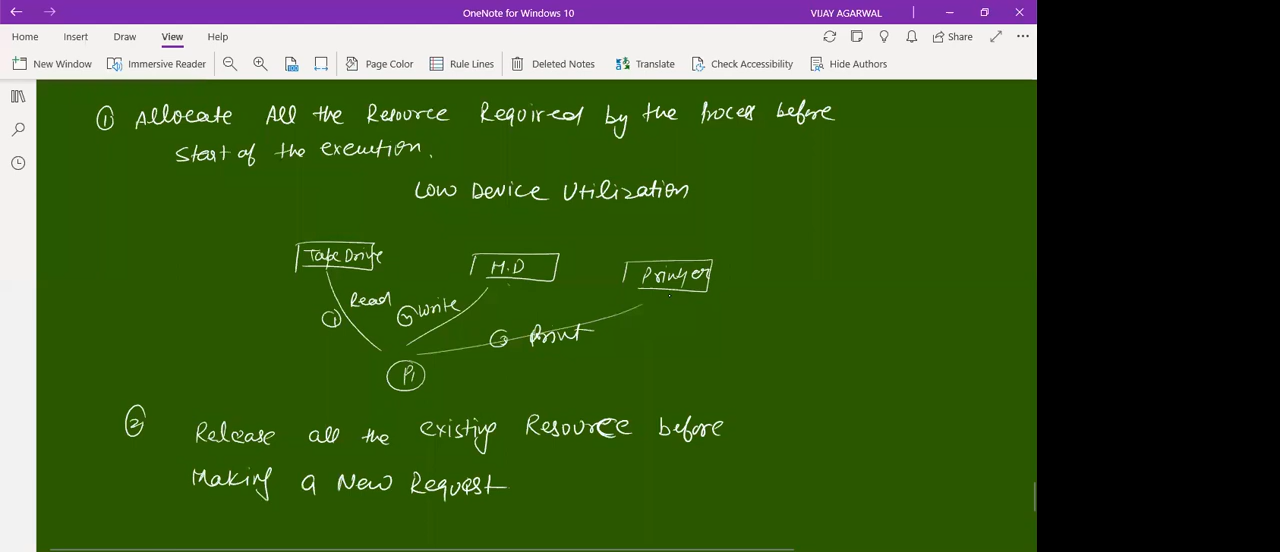 OneNote for Windows 10
VIJAY AGARWAL
Home Insert Draw View Help
Share
New Window Immersive Reader Page Color Rule Lines Deleted Notes Translate Check Accessibility Hide Authors
① Allocate All the Resource Required by the Process before
Start of the execution.
Low Device Utilization
Tape Drive H.D Printer
Read
① ② Write
③ Print
P1
② Release all the existing Resource before
Making a New Request